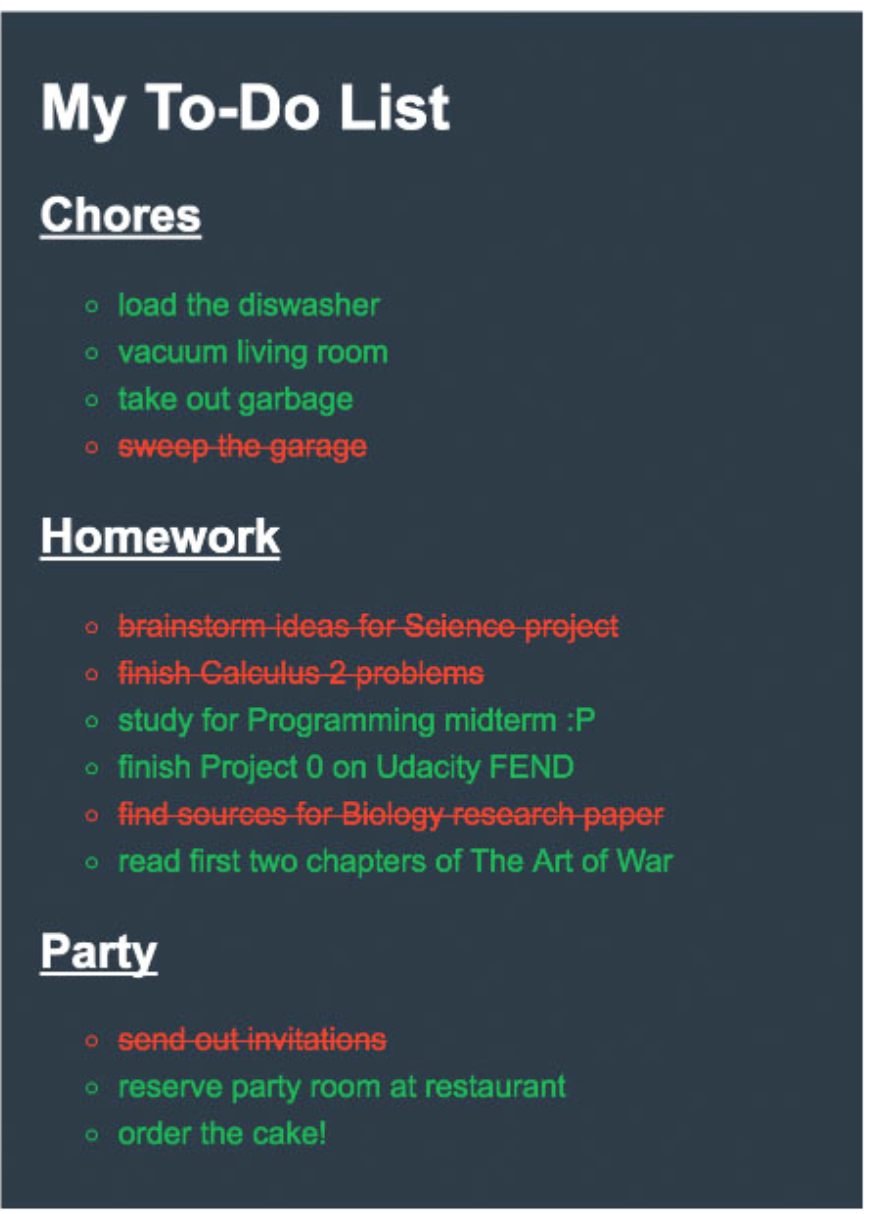 My To-Do List
Chores
load the diswasher
vacuum living room
take out garbage
sweep the garage
Homework
brainstorm ideas for Science project
finish Calculus 2 problems
study for Programming midterm :P
finish Project 0 on Udacity FEND
find sources for Biology research paper
read first two chapters of The Art of War
Party
send out invitations
reserve party room at restaurant
order the cake!